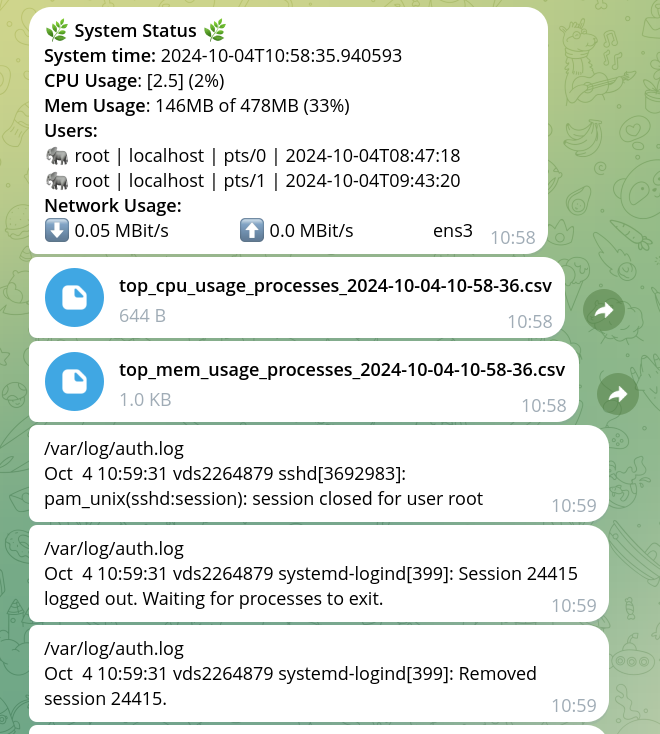 🌿 System Status 🌿
System time: 2024-10-04T10:58:35.940593
CPU Usage: [2.5] (2%)
Mem Usage: 146MB of 478MB (33%)
Users:
🐘 root | localhost | pts/0 | 2024-10-04T08:47:18
🐘 root | localhost | pts/1 | 2024-10-04T09:43:20
Network Usage:
⬇️ 0.05 MBit/s ⬆️ 0.0 MBit/s ens3 10:58
top_cpu_usage_processes_2024-10-04-10-58-36.csv
644 B 10:58
top_mem_usage_processes_2024-10-04-10-58-36.csv
1.0 KB 10:58
/var/log/auth.log
Oct  4 10:59:31 vds2264879 sshd[3692983]:
pam_unix(sshd:session): session closed for user root 10:59
/var/log/auth.log
Oct  4 10:59:31 vds2264879 systemd-logind[399]: Session 24415
logged out. Waiting for processes to exit. 10:59
/var/log/auth.log
Oct  4 10:59:31 vds2264879 systemd-logind[399]: Removed
session 24415. 10:59